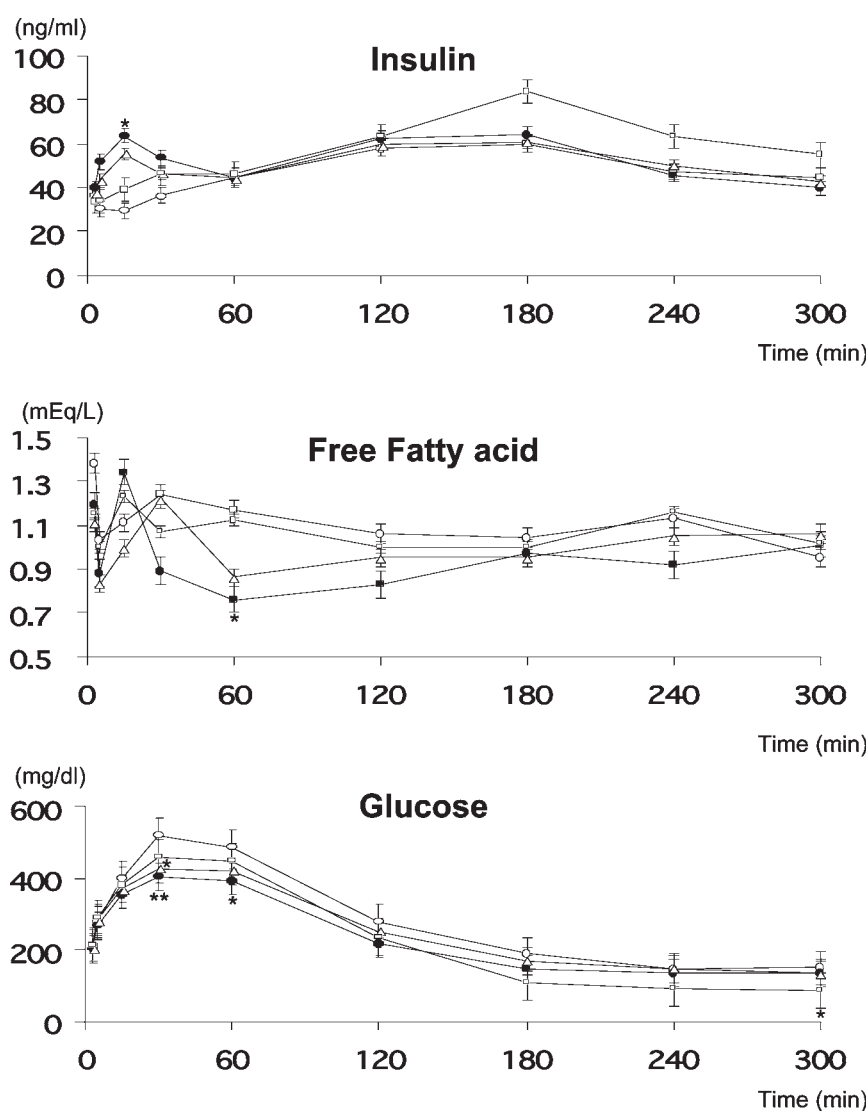 (ng/ml)
Insulin
100
80
*
60
40
20
0
0 60 120 180 240 300
Time (min)
(mEq/L)
Free Fatty acid
1.5
1.3
1.1
0.9
0.7
*
0.5
0 60 120 180 240 300
Time (min)
(mg/dl)
Glucose
600
400
*
** *
200
0
*
0 60 120 180 240 300
Time (min)